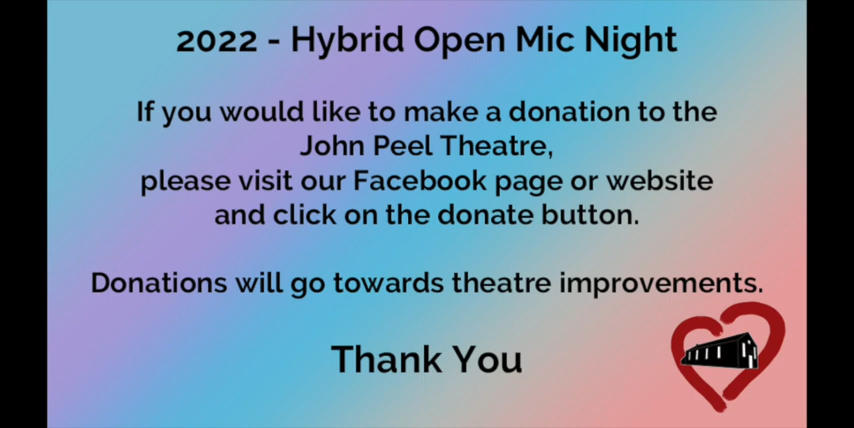 2022 - Hybrid Open Mic Night
If you would like to make a donation to the
John Peel Theatre,
please visit our Facebook page or website
and click on the donate button.
Donations will go towards theatre improvements.
Thank You